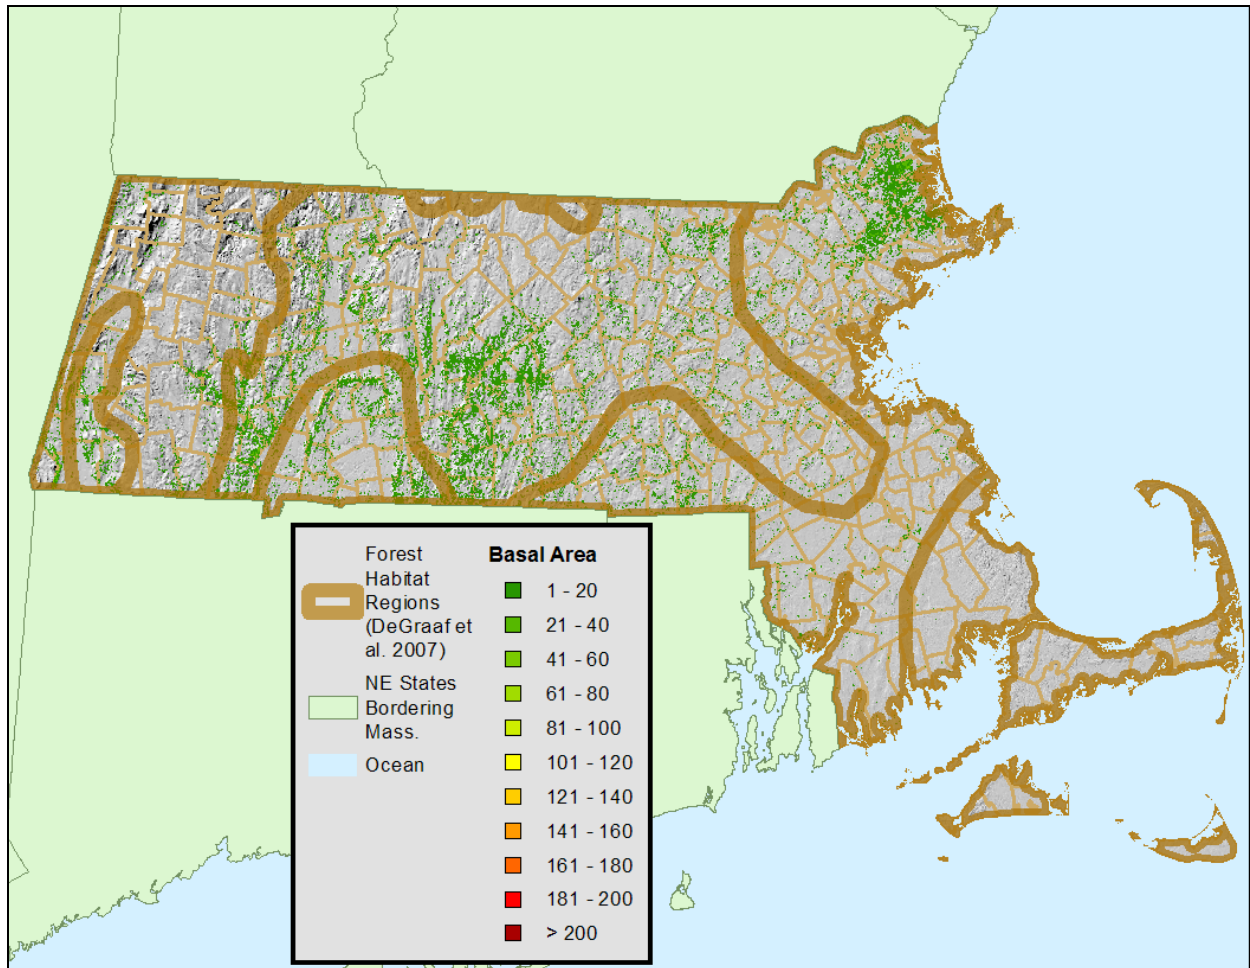 Forest
Habitat
Regions
(DeGraaf et
al. 2007)
NE States
Bordering
Mass.
Ocean
Basal Area
1 - 20
21 - 40
41 - 60
61 - 80
81 - 100
101 - 120
121 - 140
141 - 160
161 - 180
181 - 200
> 200